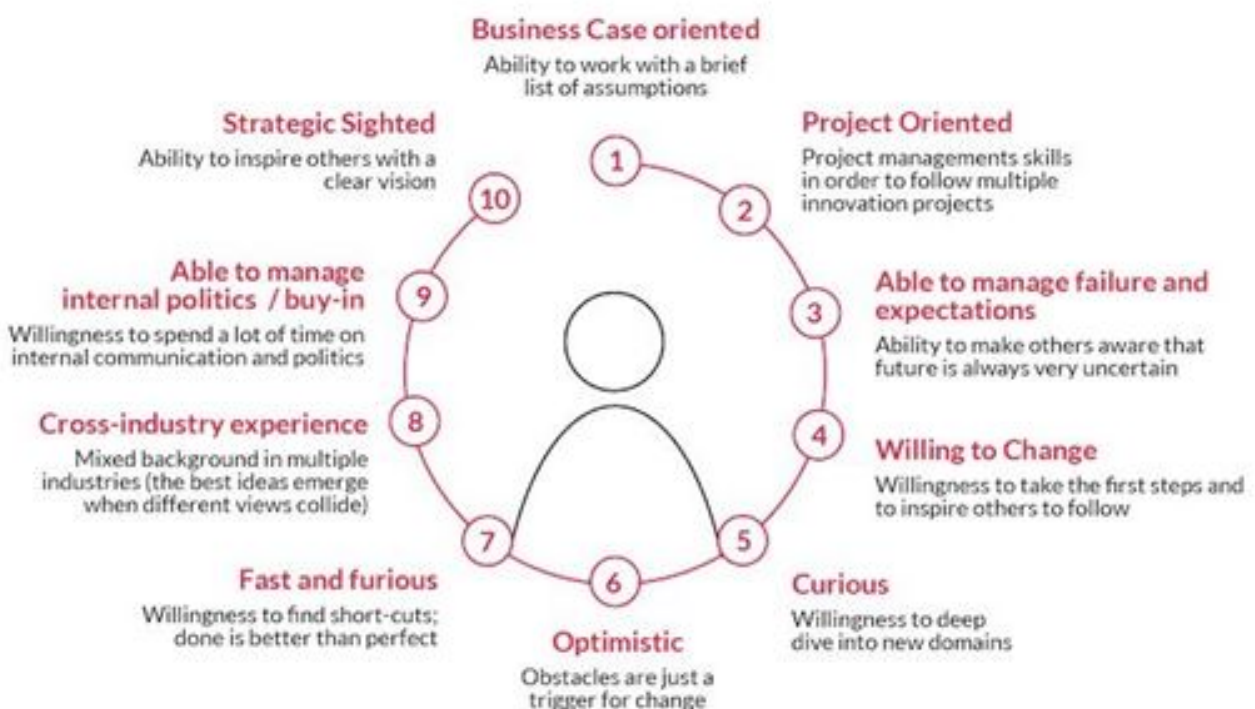 Business Case oriented
Ability to work with a brief
list of assumptions
1
Project Oriented
Project managements skills
in order to follow multiple
innovation projects
2
Able to manage failure and
expectations
Ability to make others aware that
future is always very uncertain
3
Willing to Change
Willingness to take the first steps and
to inspire others to follow
4
Curious
Willingness to deep
dive into new domains
5
Optimistic
Obstacles are just a
trigger for change
6
Fast and furious
Willingness to find short-cuts;
done is better than perfect
7
Cross-industry experience
Mixed background in multiple
industries (the best ideas emerge
when different views collide)
8
Able to manage
internal politics / buy-in
Willingness to spend a lot of time on
internal communication and politics
9
Strategic Sighted
Ability to inspire others with a
clear vision
10